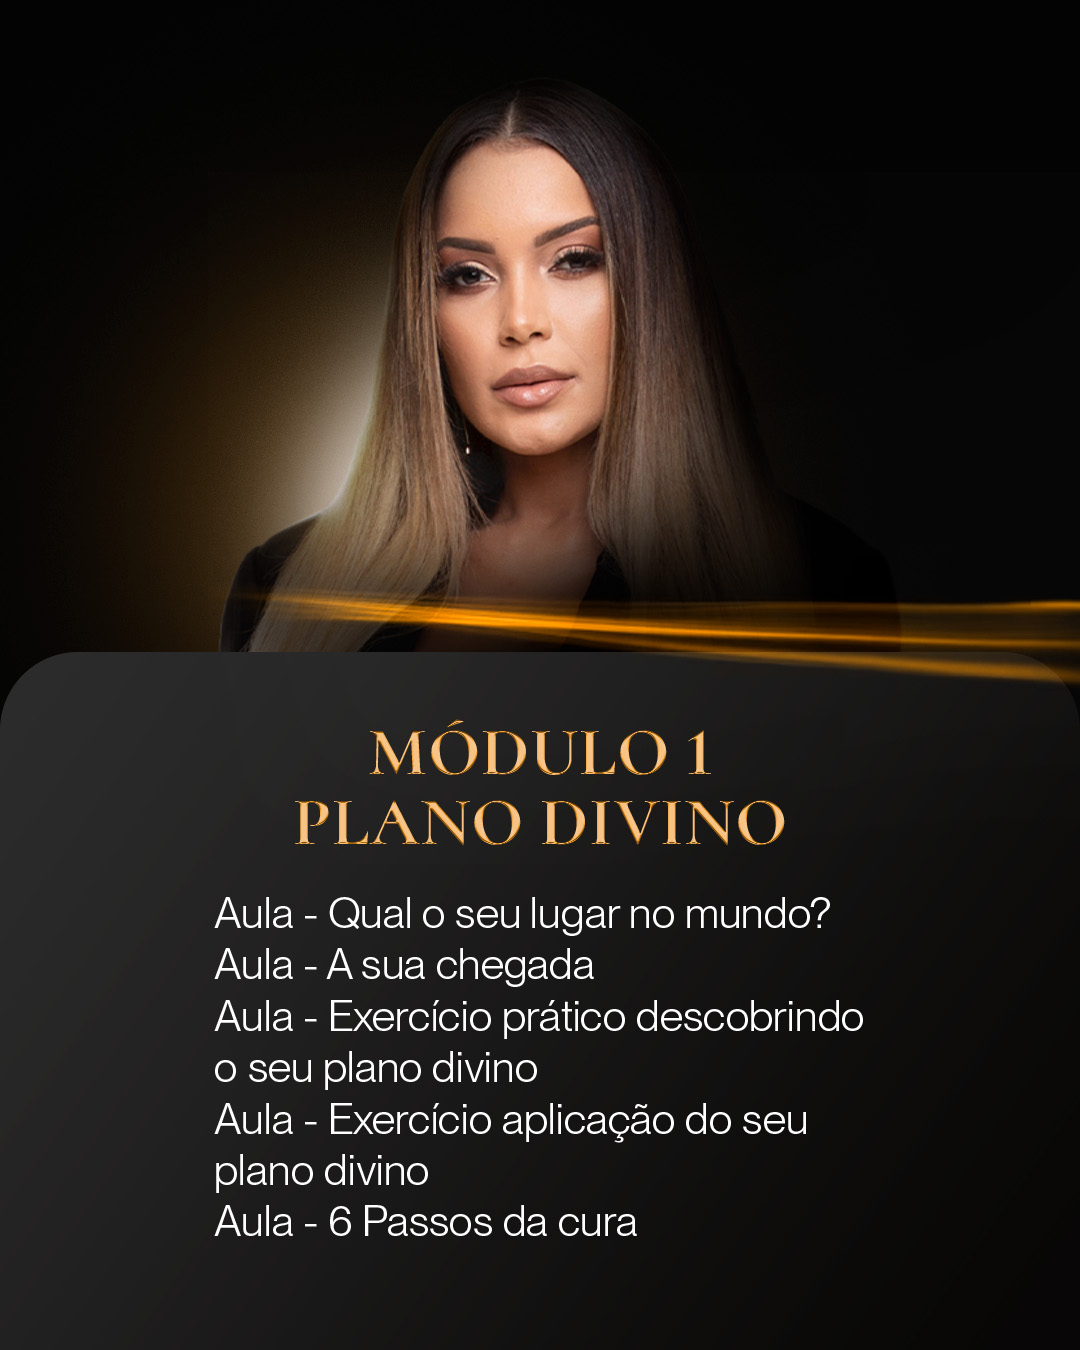 MÓDULO 1
PLANO DIVINO
Aula - Qual o seu lugar no mundo?
Aula - A sua chegada
Aula - Exercício prático descobrindo
o seu plano divino
Aula - Exercício aplicação do seu
plano divino
Aula - 6 Passos da cura